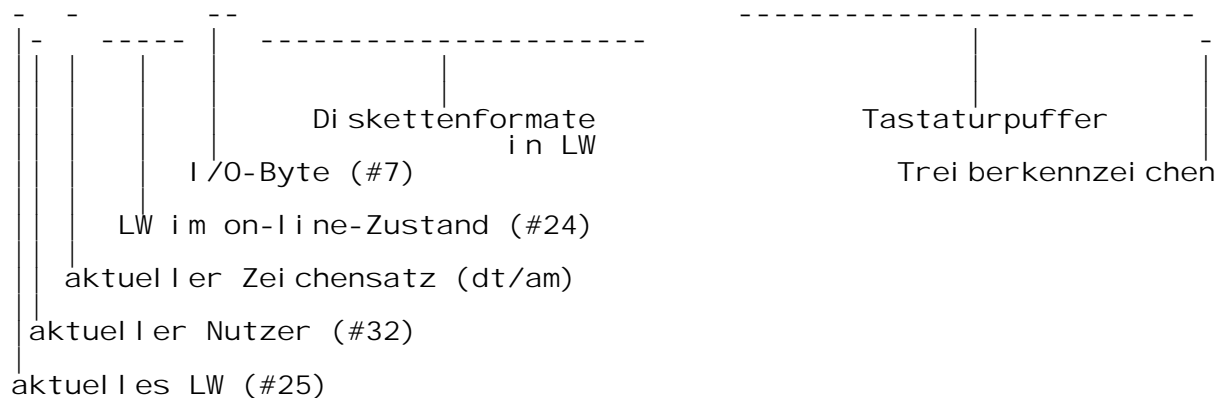 Diskettenformate Tastaturpuffer
in LW
I/O-Byte (#7) Treiberkennzeichen
LW im on-line-Zustand (#24)
aktueller Zeichensatz (dt/am)
aktueller Nutzer (#32)
aktuelles LW (#25)